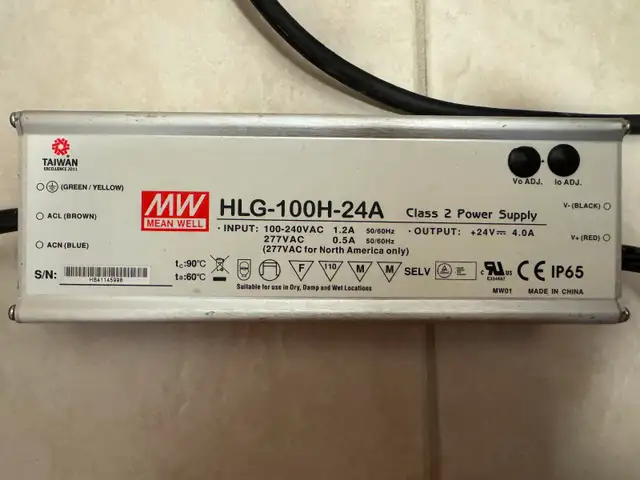 TAIWAN
EXCELLENCE 2011
(GREEN / YELLOW)
ACL (BROWN)
ACN (BLUE)
S/N:
MW
MEAN WELL
HLG-100H-24A
Class 2 Power Supply
· INPUT: 100-240VAC 1.2A 50/60Hz
277VAC 0.5A 50/60Hz
(277VAC for North America only)
· OUTPUT: +24V⎓ 4.0A
Vo ADJ.
Io ADJ.
V- (BLACK)
V+ (RED)
tc:90℃
ta:60℃
F
110
M
M
SELV
Suitable for use in Dry, Damp and Wet Locations
c UL us
CE IP65
MW01 MADE IN CHINA